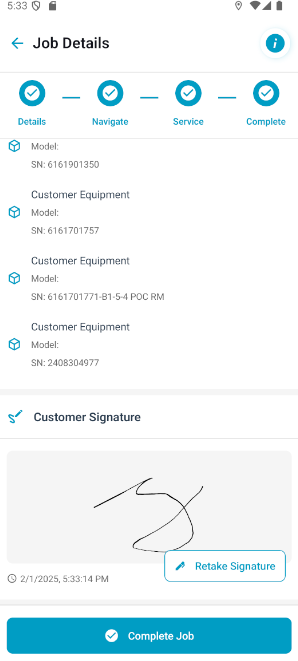 5:33
Job Details
Details
Navigate
Service
Complete
Model:
SN: 6161901350
Customer Equipment
Model:
SN: 6161701757
Customer Equipment
Model:
SN: 6161701771-B1-5-4 POC RM
Customer Equipment
Model:
SN: 2408304977
Customer Signature
Retake Signature
2/1/2025, 5:33:14 PM
Complete Job